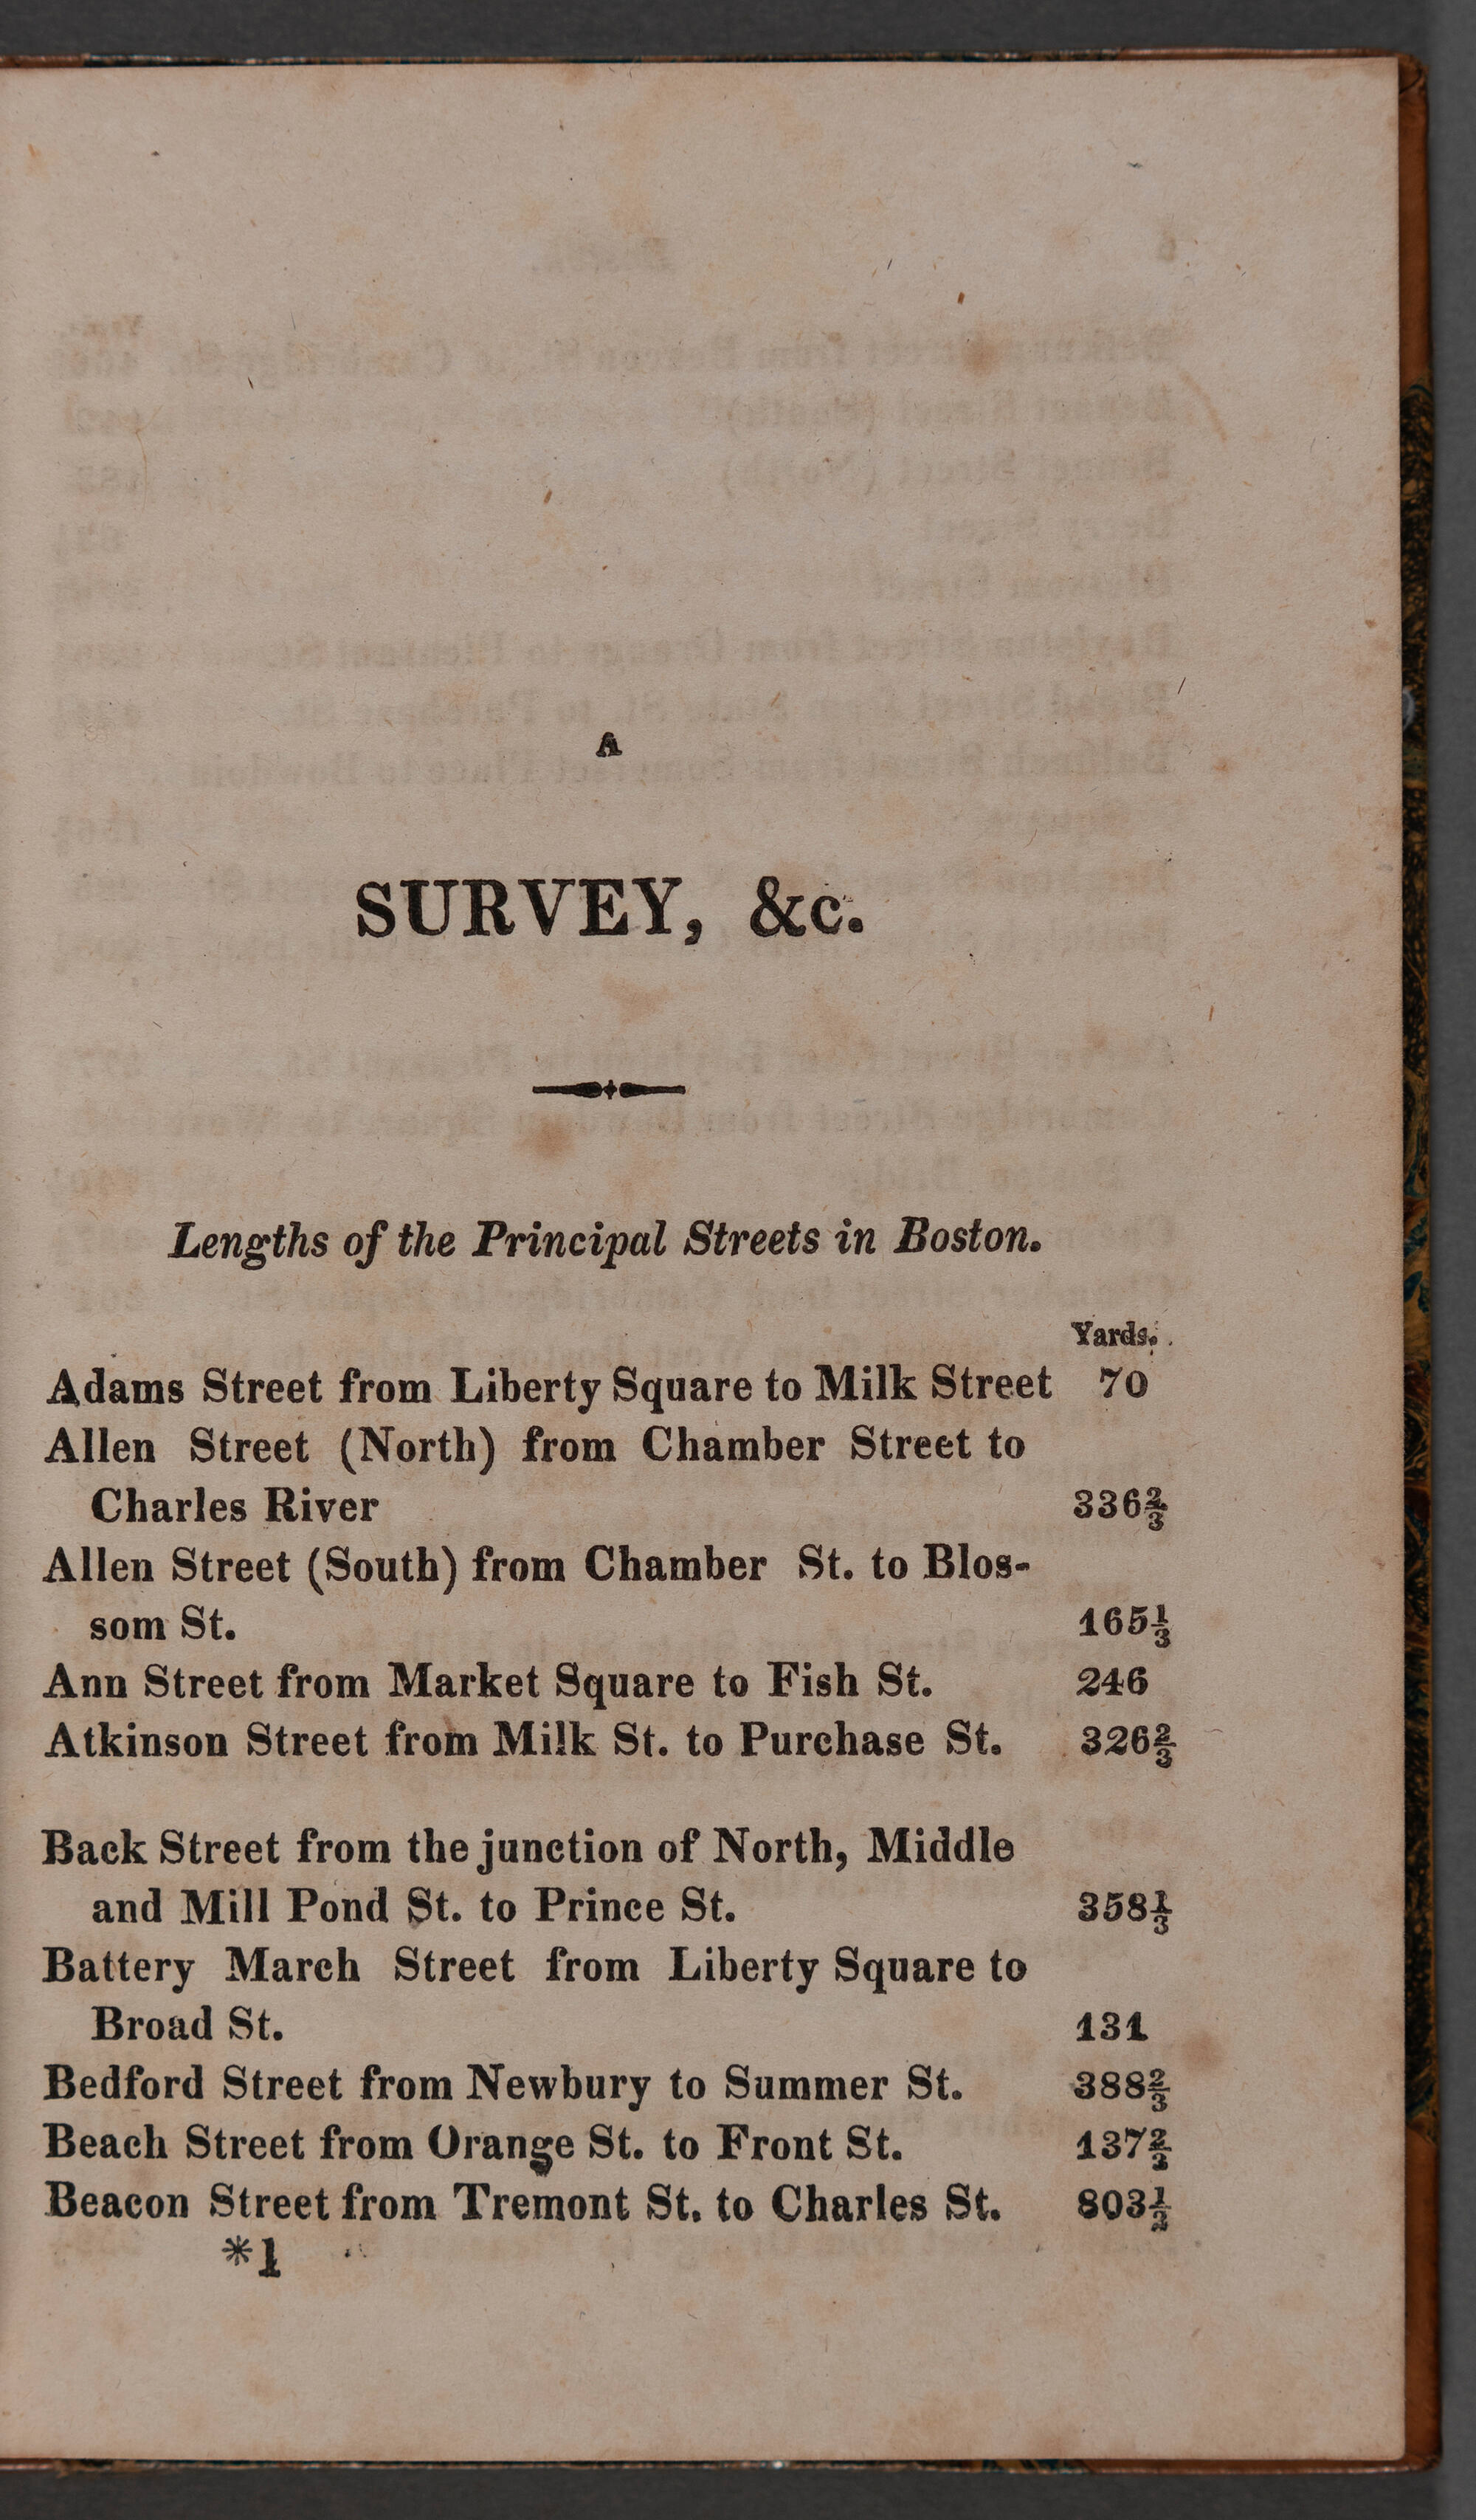 A
SURVEY, &c.
Lengths of the Principal Streets in Boston.
Yards.
Adams Street from Liberty Square to Milk Street 70
Allen Street (North) from Chamber Street to
Charles River 336⅔
Allen Street (South) from Chamber St. to Blos-
som St. 165⅓
Ann Street from Market Square to Fish St. 246
Atkinson Street from Milk St. to Purchase St. 326⅔
Back Street from the junction of North, Middle
and Mill Pond St. to Prince St. 358⅓
Battery March Street from Liberty Square to
Broad St. 131
Bedford Street from Newbury to Summer St. 388⅔
Beach Street from Orange St. to Front St. 137⅔
Beacon Street from Tremont St. to Charles St. 803½
*1